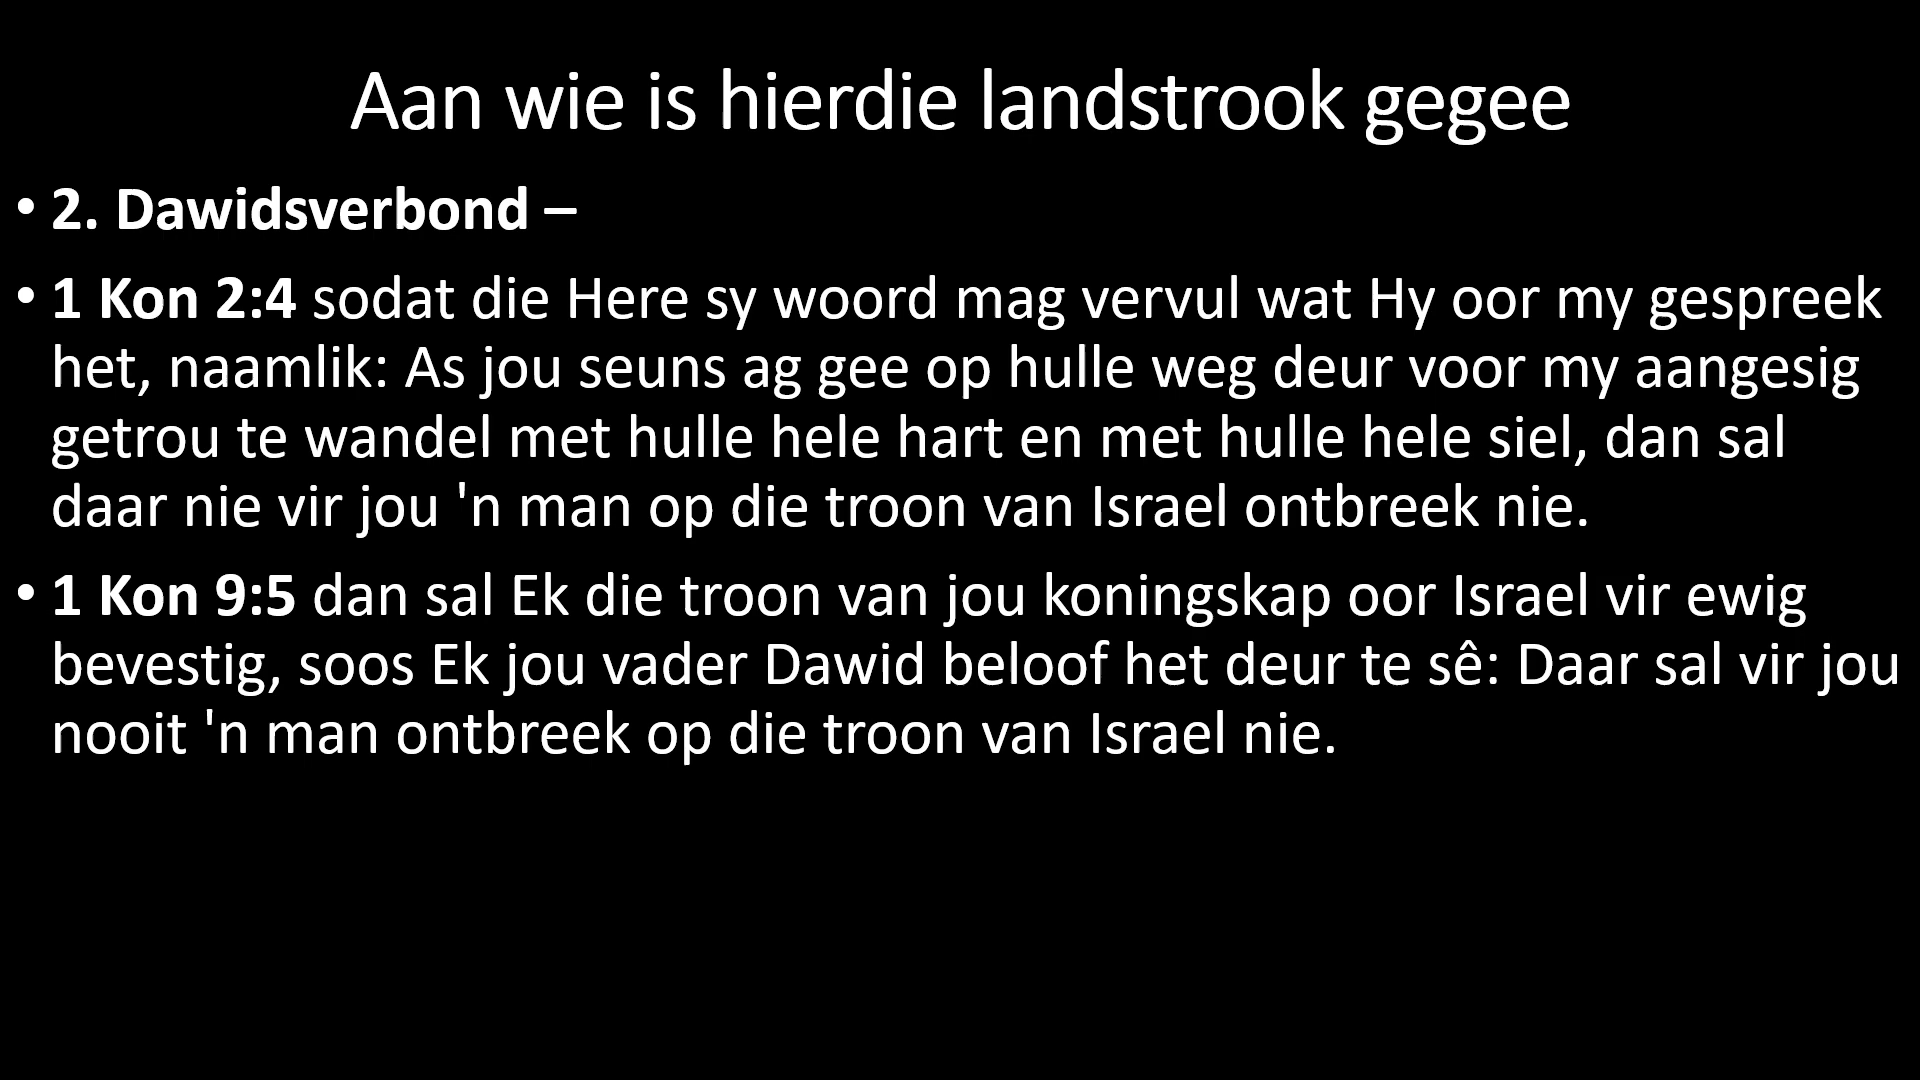 Aan wie is hierdie landstrook gegee
• 2. Dawidsverbond –
• 1 Kon 2:4 sodat die Here sy woord mag vervul wat Hy oor my gespreek
het, naamlik: As jou seuns ag gee op hulle weg deur voor my aangesig
getrou te wandel met hulle hele hart en met hulle hele siel, dan sal
daar nie vir jou 'n man op die troon van Israel ontbreek nie.
• 1 Kon 9:5 dan sal Ek die troon van jou koningskap oor Israel vir ewig
bevestig, soos Ek jou vader Dawid beloof het deur te sê: Daar sal vir jou
nooit 'n man ontbreek op die troon van Israel nie.